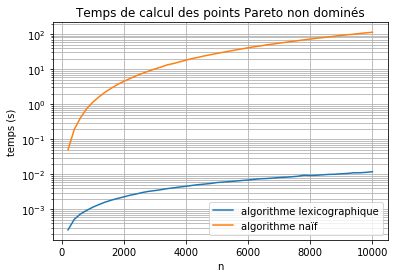 Temps de calcul des points Pareto non dominés
temps (s)
10²
10¹
10⁰
10⁻¹
10⁻²
10⁻³
algorithme lexicographique
algorithme naïf
0 2000 4000 6000 8000 10000
n